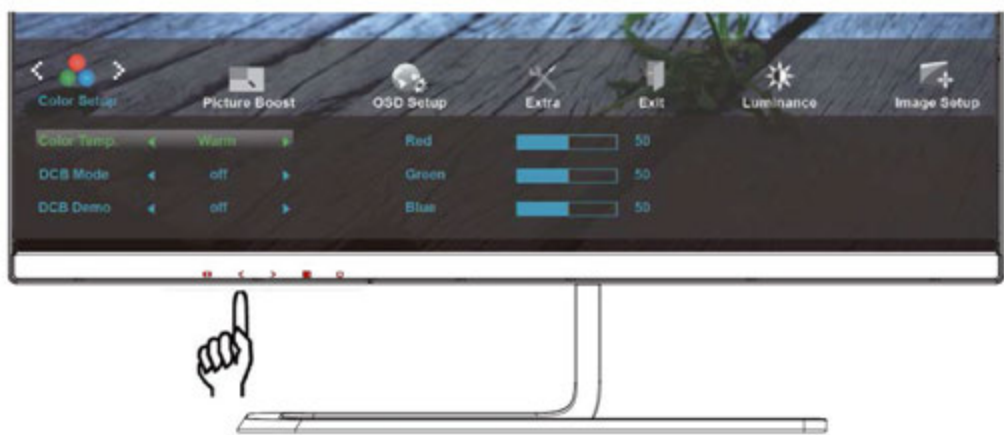 Color Setup Picture Boost OSD Setup Extra Exit Luminance Image Setup
Color Temp. Warm Red 50
DCB Mode off Green 50
DCB Demo off Blue 50